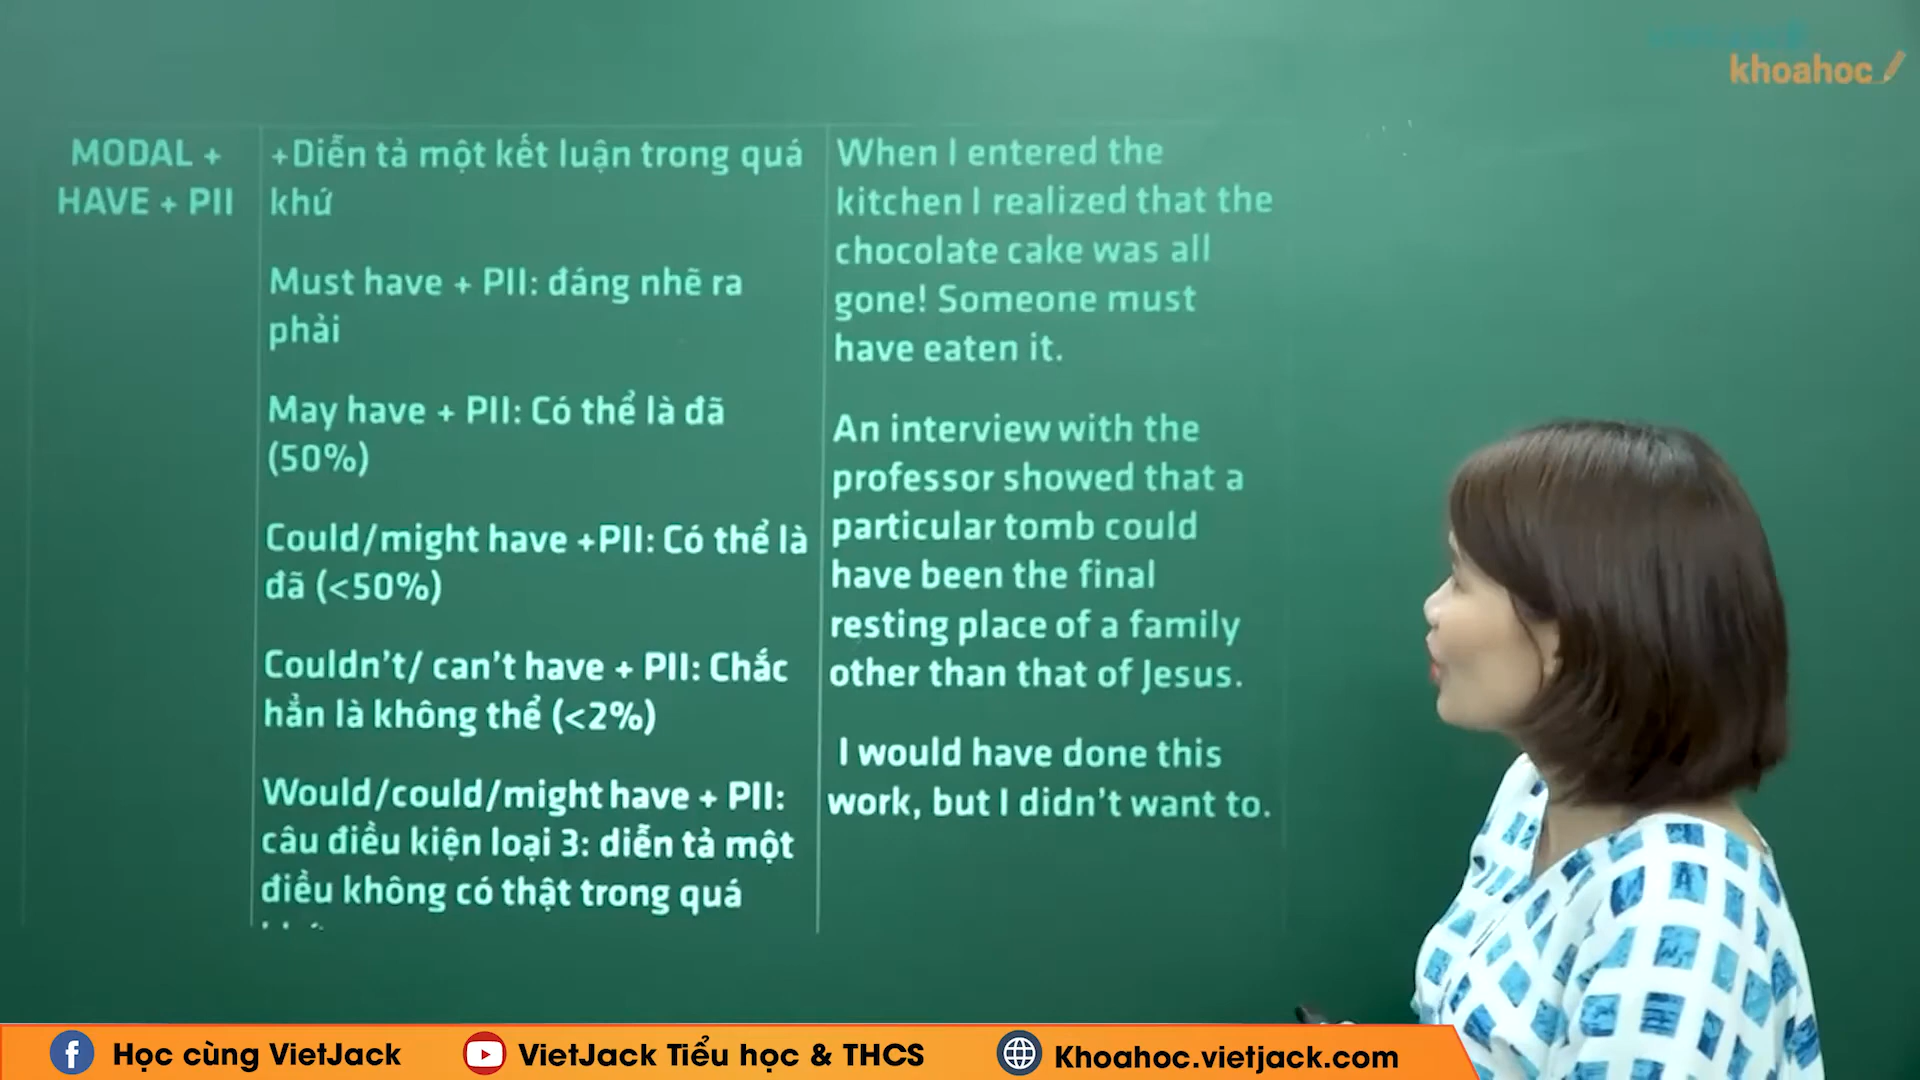 khoahoc
MODAL +
HAVE + PII
+Diễn tả một kết luận trong quá
khứ
Must have + PII: đáng nhẽ ra
phải
May have + PII: Có thể là đã
(50%)
Could/might have +PII: Có thể là
đã (<50%)
Couldn't/ can't have + PII: Chắc
hẳn là không thể (<2%)
Would/could/might have + PII:
câu điều kiện loại 3: diễn tả một
điều không có thật trong quá
When I entered the
kitchen I realized that the
chocolate cake was all
gone! Someone must
have eaten it.
An interview with the
professor showed that a
particular tomb could
have been the final
resting place of a family
other than that of Jesus.
I would have done this
work, but I didn't want to.
Học cùng VietJack
VietJack Tiểu học & THCS
Khoahoc.vietjack.com